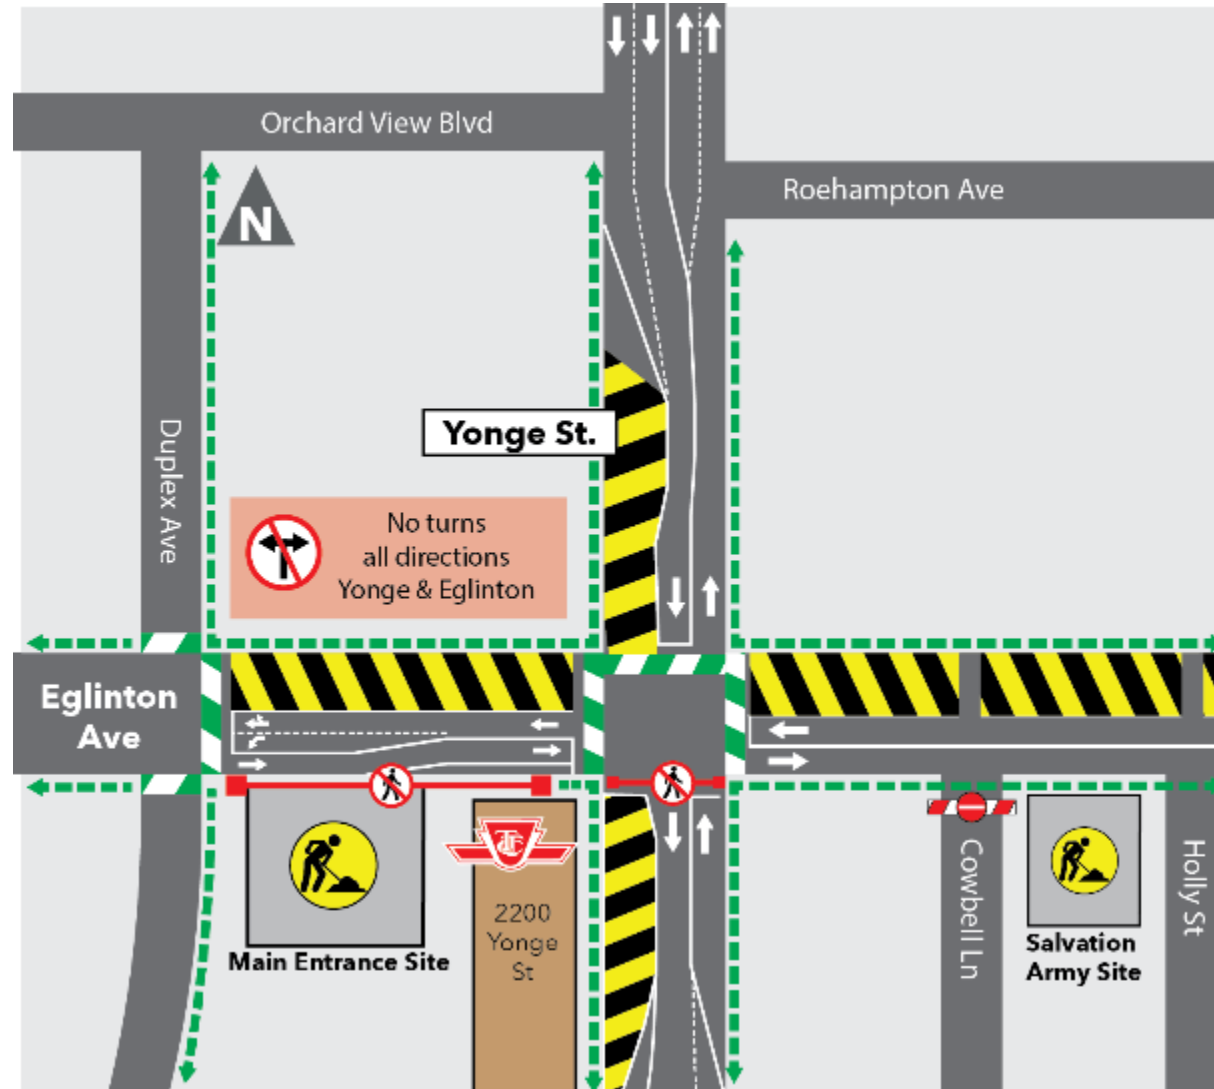 Orchard View Blvd
Roehampton Ave
N
Yonge St.
Duplex Ave
No turns
all directions
Yonge & Eglinton
Eglinton
Ave
TTC
2200
Yonge
St
Main Entrance Site
Cowbell Ln
Holly St
Salvation
Army Site